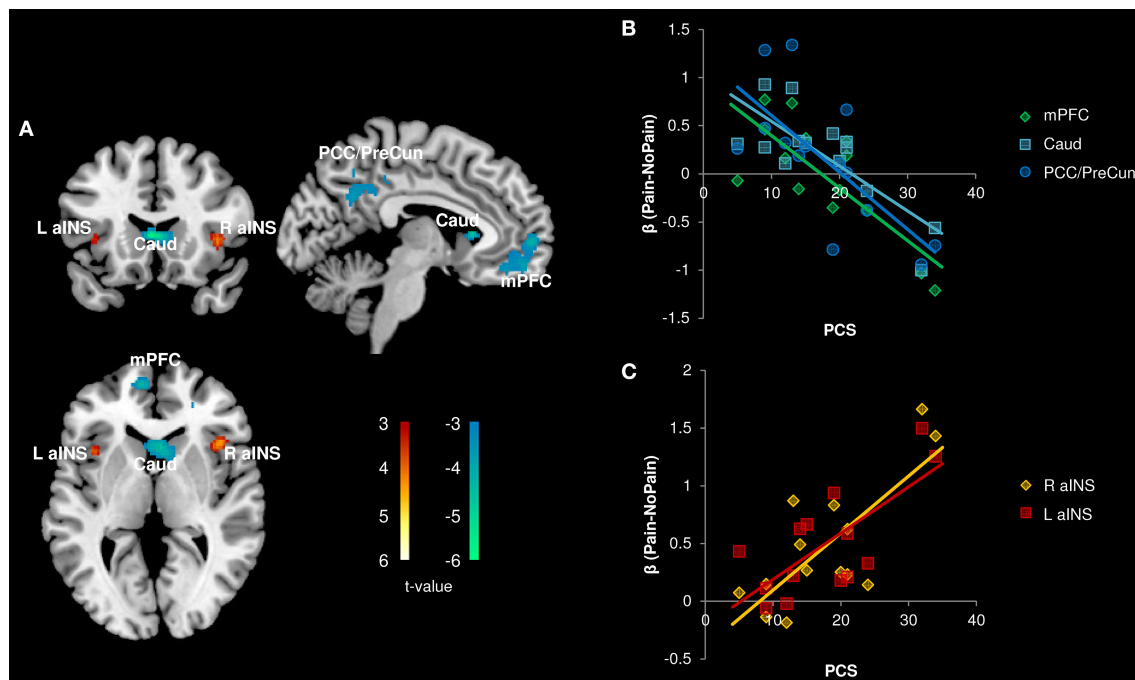 A
L aINS
Caud
R aINS
PCC/PreCun
Caud
mPFC
mPFC
L aINS
Caud
R aINS
3 -3
4 -4
5 -5
6 -6
t-value
B
1.5
1
0.5
0
-0.5
-1
-1.5
0 10 20 30 40
β (Pain-NoPain)
PCS
mPFC
Caud
PCC/PreCun
C
2
1.5
1
0.5
0
-0.5
0 10 20 30 40
β (Pain-NoPain)
PCS
R aINS
L aINS